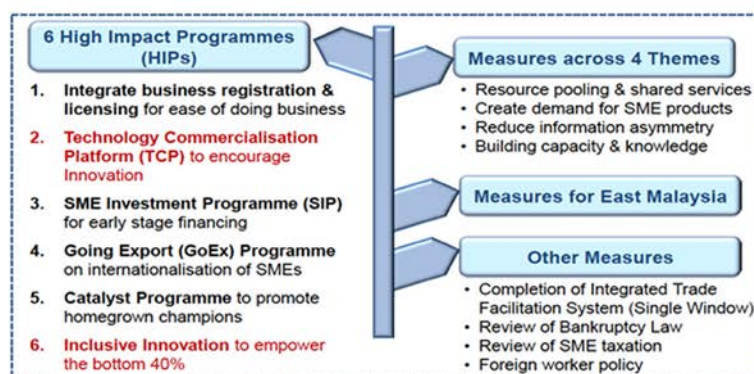 6 High Impact Programmes
(HIPs)
1. Integrate business registration &
licensing for ease of doing business
2. Technology Commercialisation
Platform (TCP) to encourage
Innovation
3. SME Investment Programme (SIP)
for early stage financing
4. Going Export (GoEx) Programme
on internationalisation of SMEs
5. Catalyst Programme to promote
homegrown champions
6. Inclusive Innovation to empower
the bottom 40%
Measures across 4 Themes
• Resource pooling & shared services
• Create demand for SME products
• Reduce information asymmetry
• Building capacity & knowledge
Measures for East Malaysia
Other Measures
• Completion of Integrated Trade
Facilitation System (Single Window)
• Review of Bankruptcy Law
• Review of SME taxation
• Foreign worker policy